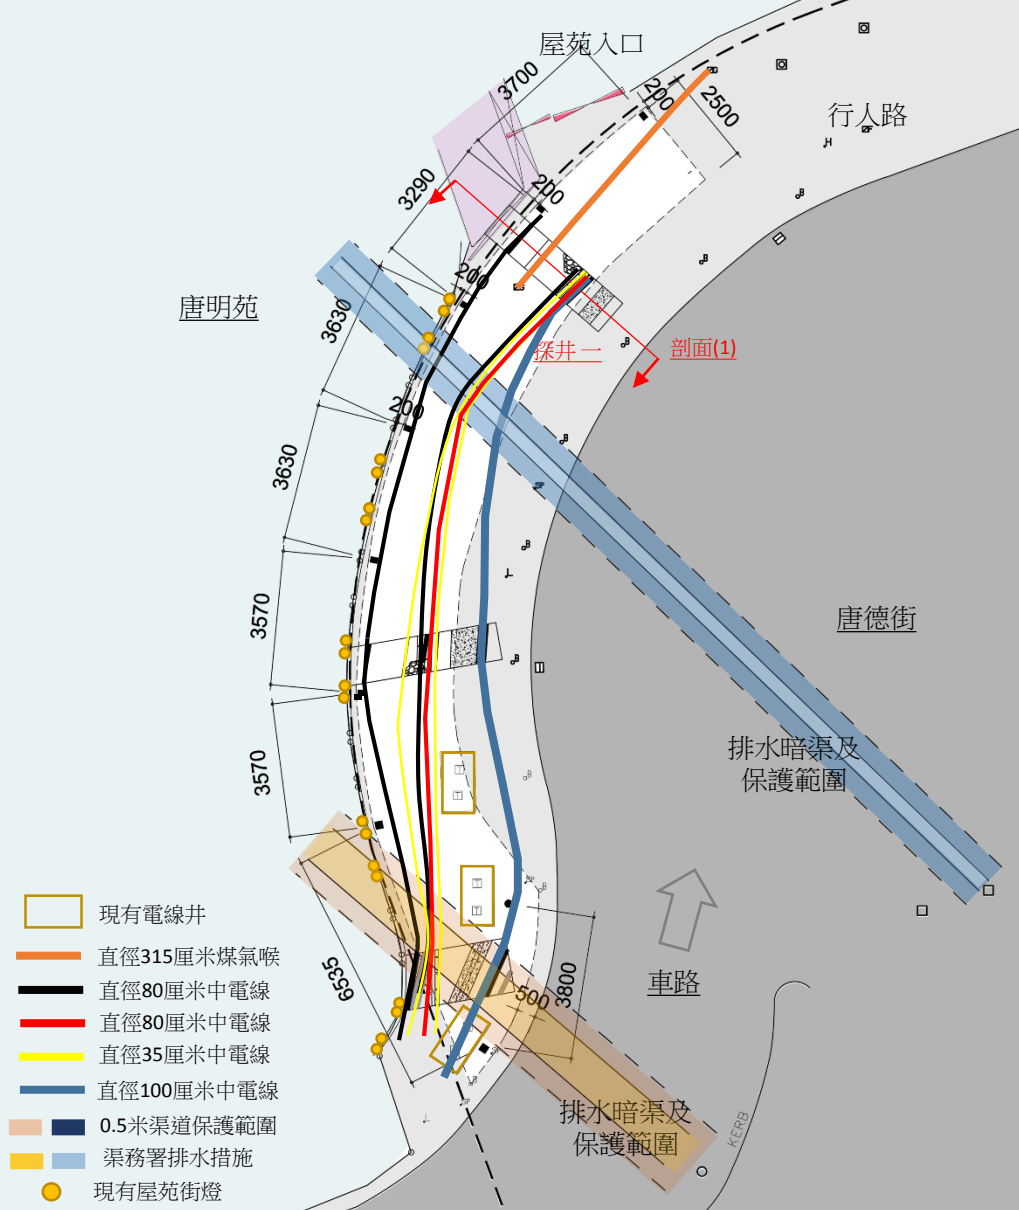 屋苑入口
3700
200
2500
行人路
3290
200
200
唐明苑
3630
探井一
剖面(1)
200
3630
3570
唐德街
3570
排水暗渠及
保護範圍
現有電線井
直徑315厘米煤氣喉
6535
500
3800
車路
直徑80厘米中電線
直徑80厘米中電線
直徑35厘米中電線
直徑100厘米中電線
0.5米渠道保護範圍
渠務署排水措施
現有屋苑街燈
排水暗渠及
保護範圍
KERB